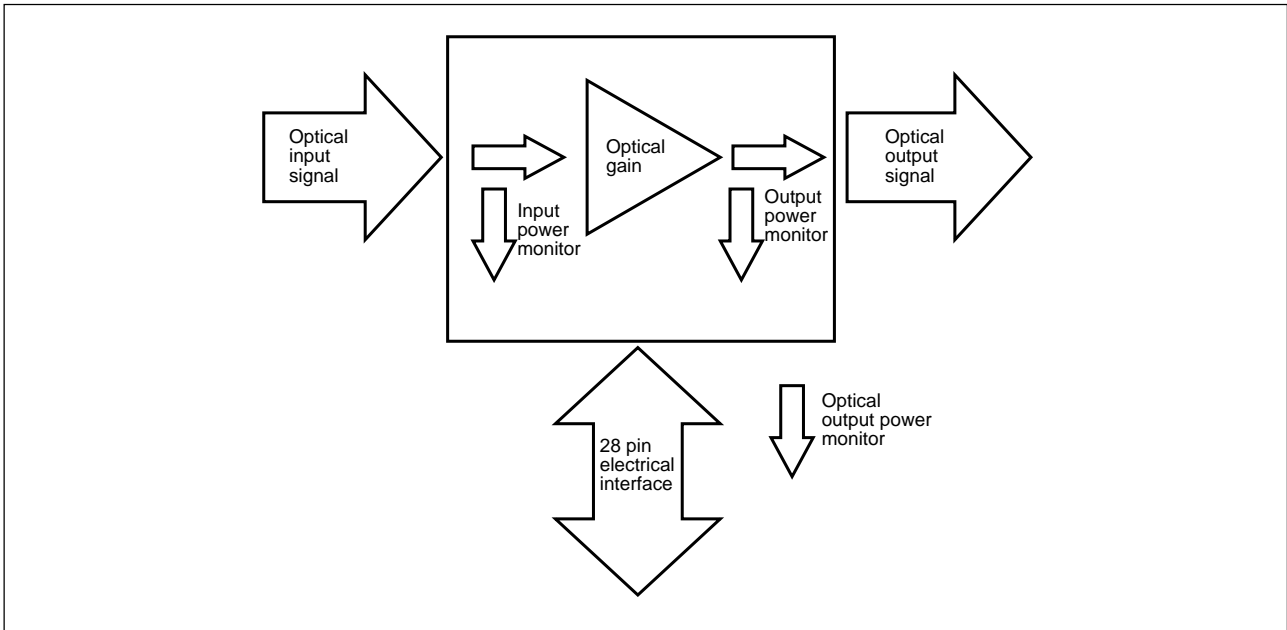 Optical
input
signal
Optical
gain
Optical
output
signal
Input
power
monitor
Output
power
monitor
28 pin
electrical
interface
Optical
output power
monitor